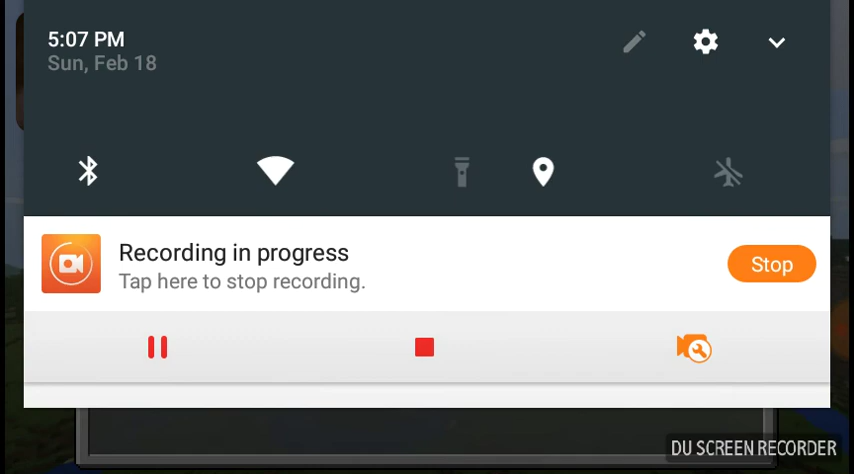 5:07 PM
Sun, Feb 18
Recording in progress
Tap here to stop recording.
Stop
DU SCREEN RECORDER